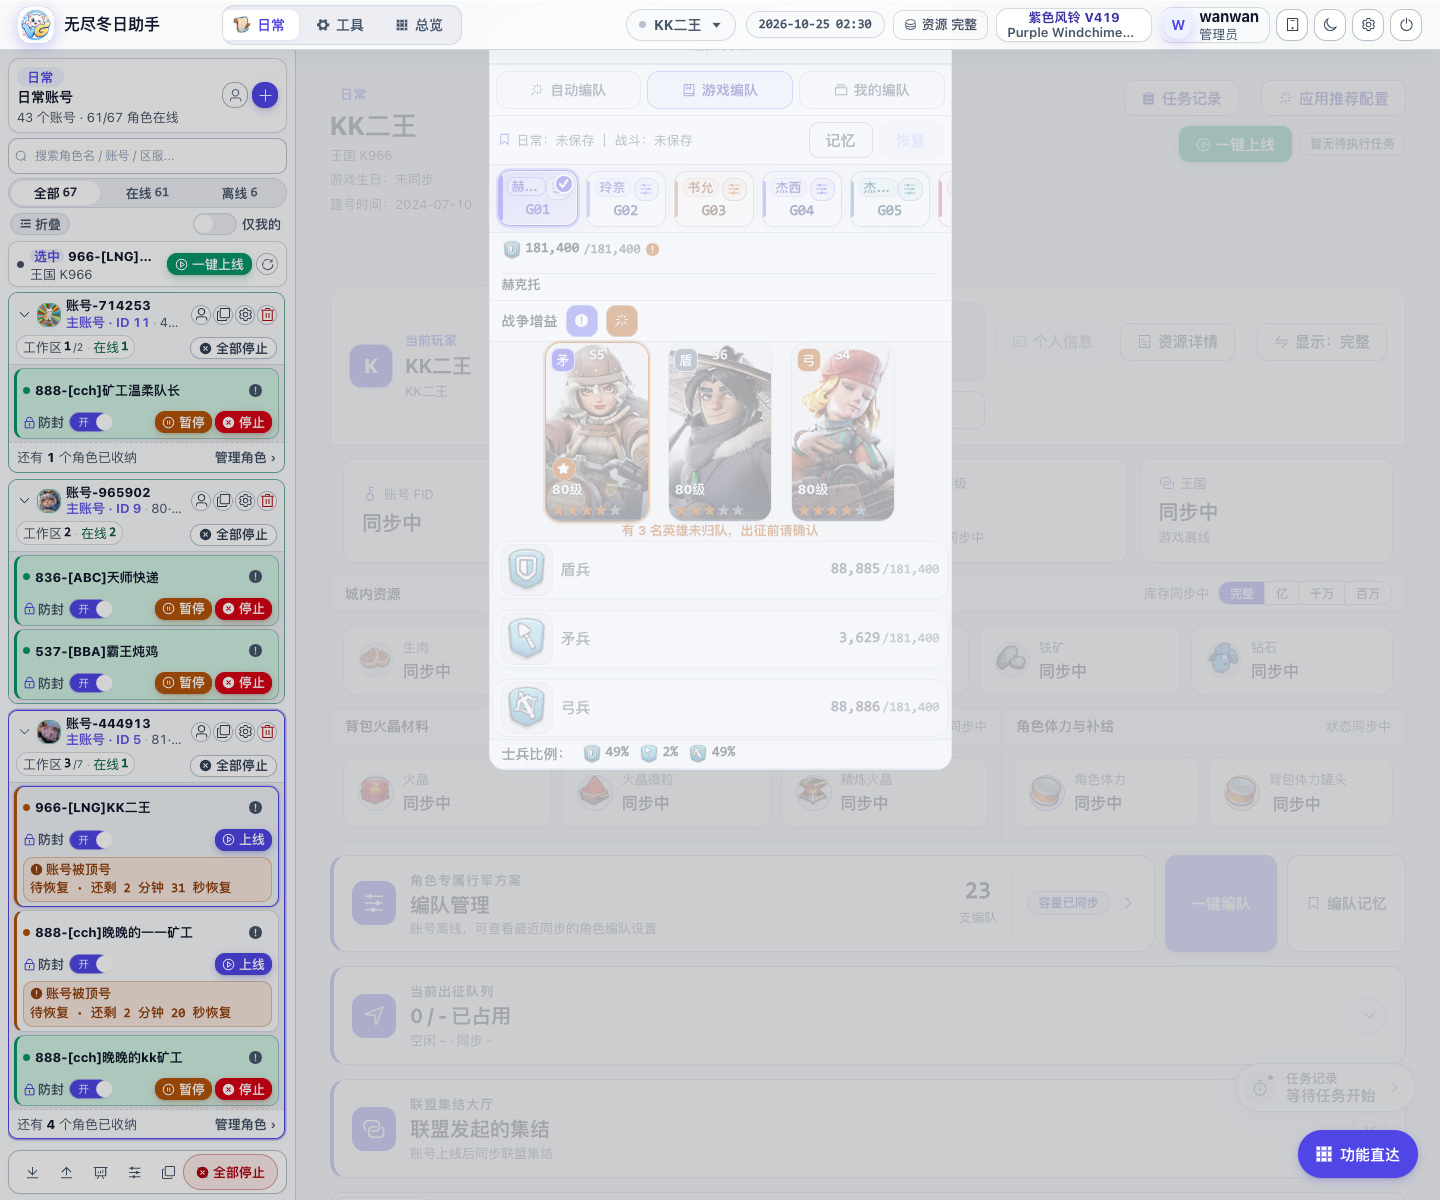 无尽冬日助手
日常
工具
总览
KK二王
2026-10-25 02:30
资源 完整
紫色风铃 V419
Purple Windchime...
W
wanwan
管理员
日常
日常账号
43 个账号 · 61/67 角色在线
搜索角色名 / 账号 / 区服...
全部 67
在线 61
离线 6
折叠
仅我的
选中 966-[LNG]...
王国 K966
一键上线
账号-714253
主账号 · ID 11 · 4...
工作区 1/2 · 在线 1
全部停止
888-[cch]矿工温柔队长
防封 开
暂停
停止
还有 1 个角色已收纳
管理角色 ›
账号-965902
主账号 · ID 9 · 80-...
工作区 2 · 在线 2
全部停止
836-[ABC]天师快递
防封 开
暂停
停止
537-[BBA]霸王炖鸡
防封 开
暂停
停止
账号-444913
主账号 · ID 5 · 81-...
工作区 3/7 · 在线 1
全部停止
966-[LNG]KK二王
防封 开
上线
账号被顶号
待恢复 · 还剩 2 分钟 31 秒恢复
888-[cch]晚晚的一一矿工
防封 开
上线
账号被顶号
待恢复 · 还剩 2 分钟 20 秒恢复
888-[cch]晚晚的kk矿工
防封 开
暂停
停止
还有 4 个角色已收纳
管理角色 ›
全部停止
日常
KK二王
王国 K966
游戏生日：未同步
建号时间：2024-07-10
任务记录
应用推荐配置
一键上线
暂无待执行任务
自动编队
游戏编队
我的编队
日常：未保存 | 战斗：未保存
记忆
恢复
赫...
G01
玲奈
G02
书允
G03
杰西
G04
杰...
G05
181,400 /181,400
赫克托
战争增益
矛
S5
80级
盾
S6
80级
弓
S4
80级
有 3 名英雄未归队，出征前请确认
盾兵
88,885/181,400
矛兵
3,629/181,400
弓兵
88,886/181,400
士兵比例：
49%
2%
49%
K
当前玩家
KK二王
KK二王
个人信息
资源详情
显示：完整
账号 FID
同步中
级
同步中
王国
同步中
游戏离线
城内资源
库存同步中
完整
亿
千万
百万
生肉
同步中
铁矿
同步中
钻石
同步中
背包火晶材料
同步中
角色体力与补给
状态同步中
火晶
同步中
火晶微粒
同步中
精炼火晶
同步中
角色体力
同步中
背包体力罐头
同步中
角色专属行军方案
编队管理
账号离线，可查看最近同步的角色编队设置
23
支编队
容量已同步
一键编队
编队记忆
当前出征队列
0 / - 已占用
空闲 - · 同步 -
联盟集结大厅
联盟发起的集结
账号上线后同步联盟集结
任务记录
等待任务开始
功能直达